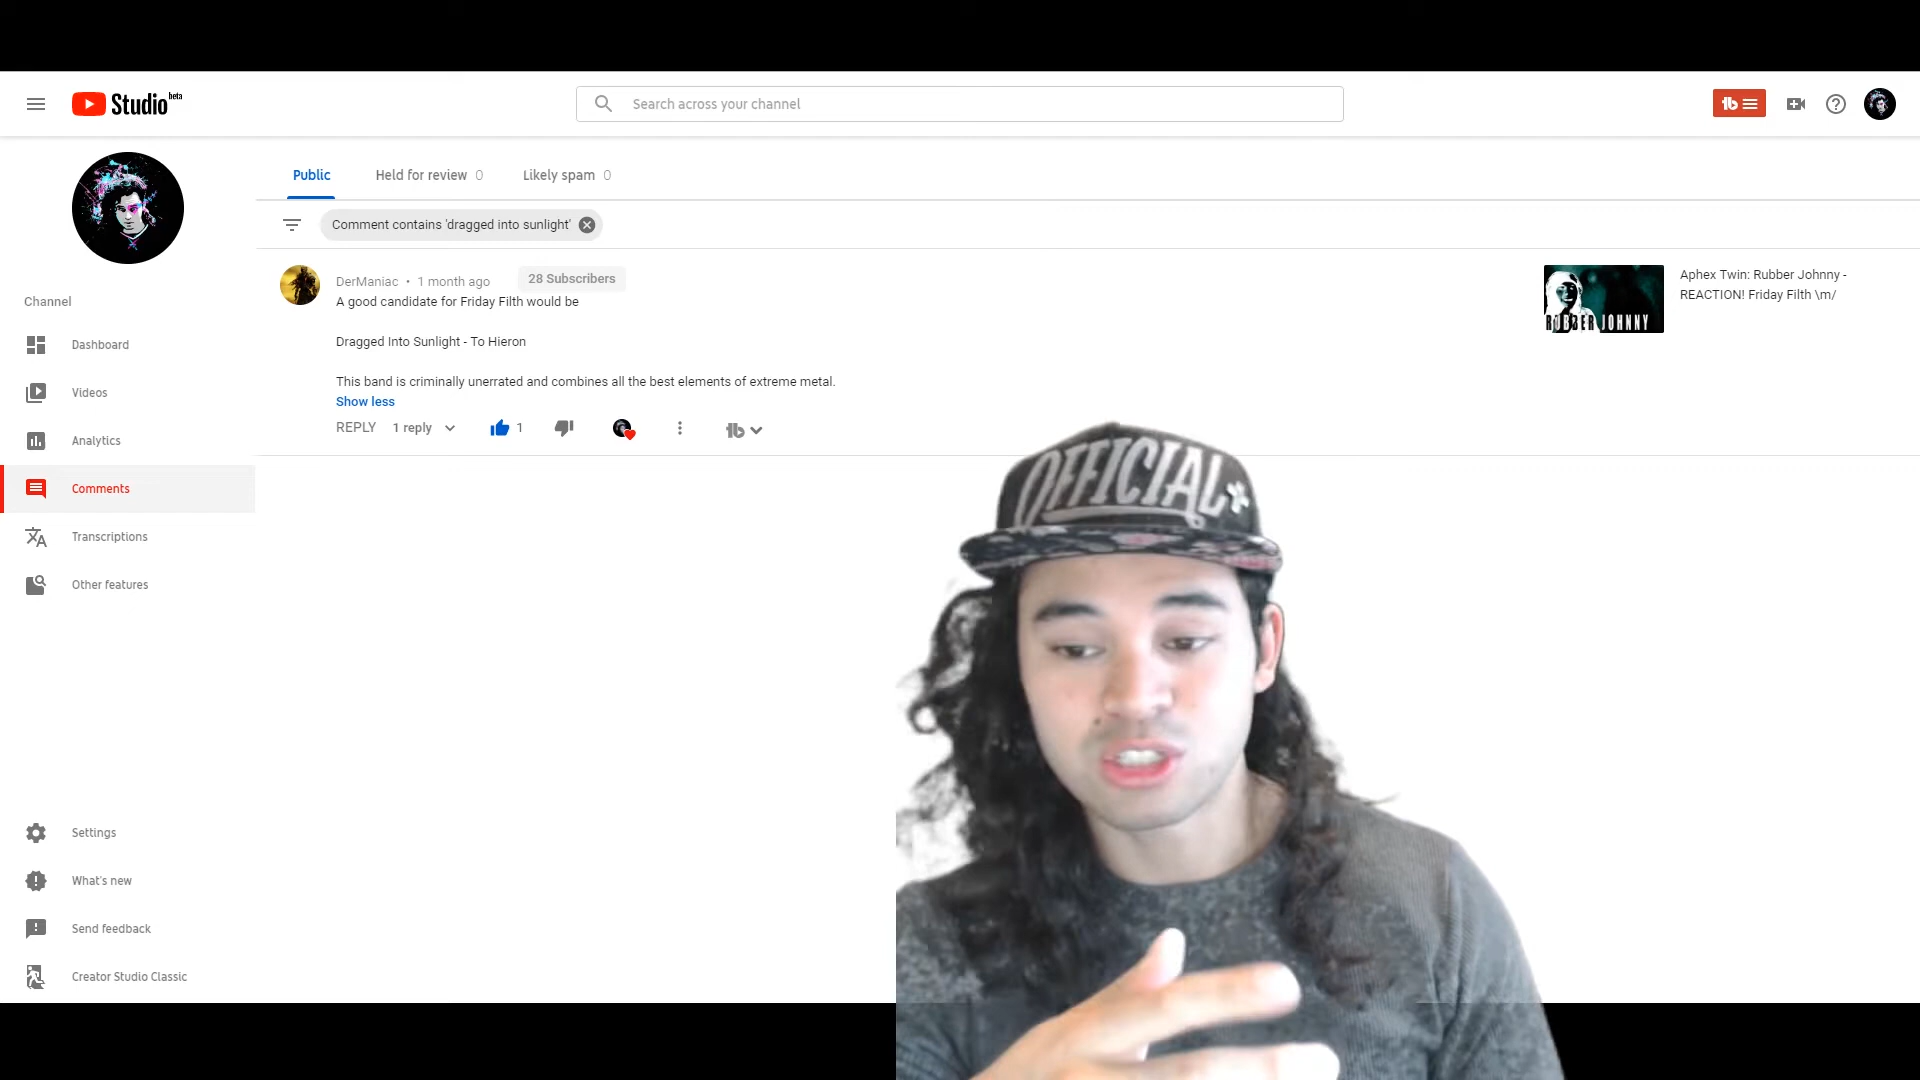 Studio beta
Search across your channel
Public
Held for review 0
Likely spam 0
Comment contains 'dragged into sunlight'
DerManiac • 1 month ago
28 Subscribers
A good candidate for Friday Filth would be
Dragged Into Sunlight - To Hieron
This band is criminally unerrated and combines all the best elements of extreme metal.
Show less
REPLY 1 reply 1
RUBBER JOHNNY
Aphex Twin: Rubber Johnny -
REACTION! Friday Filth \m/
Channel
Dashboard
Videos
Analytics
Comments
Transcriptions
Other features
Settings
What's new
Send feedback
Creator Studio Classic
OFFICIAL